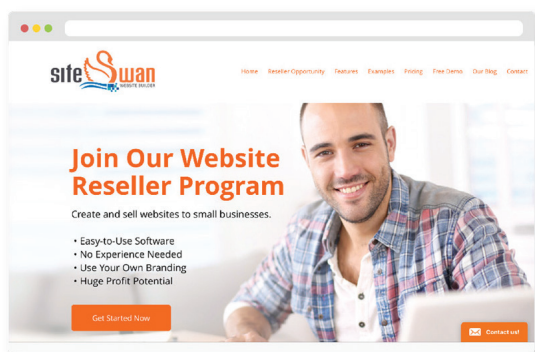 site Swan
WEBSITE BUILDER
Home Reseller Opportunity Features Examples Pricing Free Demo Our Blog Contact
Join Our Website
Reseller Program
Create and sell websites to small businesses.
• Easy-to-Use Software
• No Experience Needed
• Use Your Own Branding
• Huge Profit Potential
Get Started Now
Contact us!